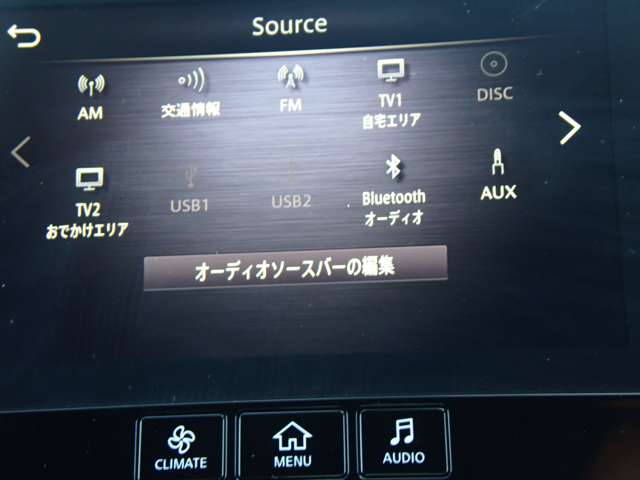 Source
AM
交通情報
FM
TV1
自宅エリア
DISC
TV2
おでかけエリア
USB1
USB2
Bluetooth
オーディオ
AUX
オーディオソースバーの編集
CLIMATE
MENU
AUDIO